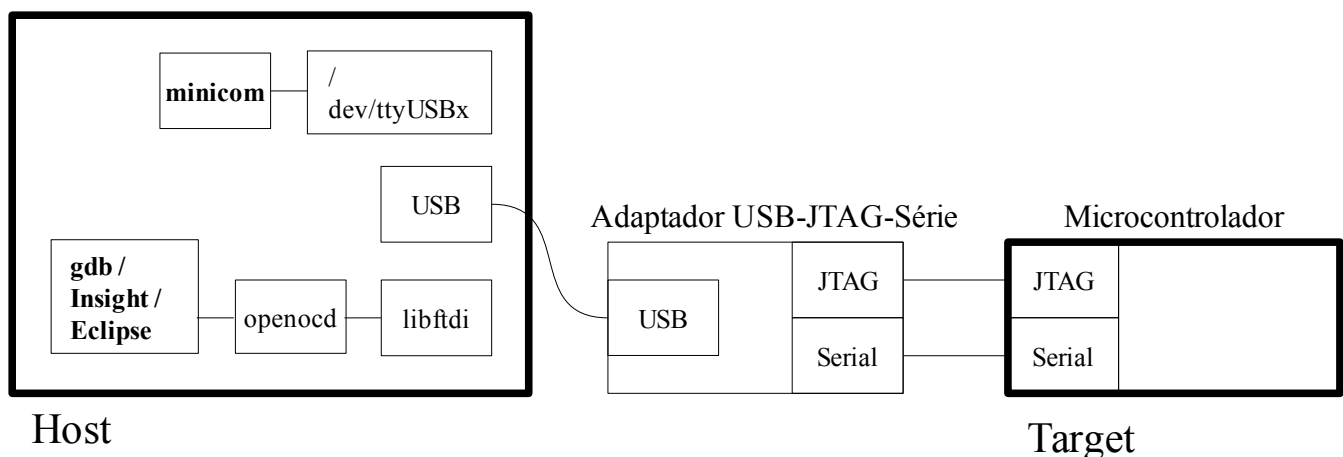 minicom
/
dev/ttyUSBx
USB
gdb /
Insight /
Eclipse
openocd
libftdi
Host
Adaptador USB-JTAG-Série
USB
JTAG
Serial
Microcontrolador
JTAG
Serial
Target